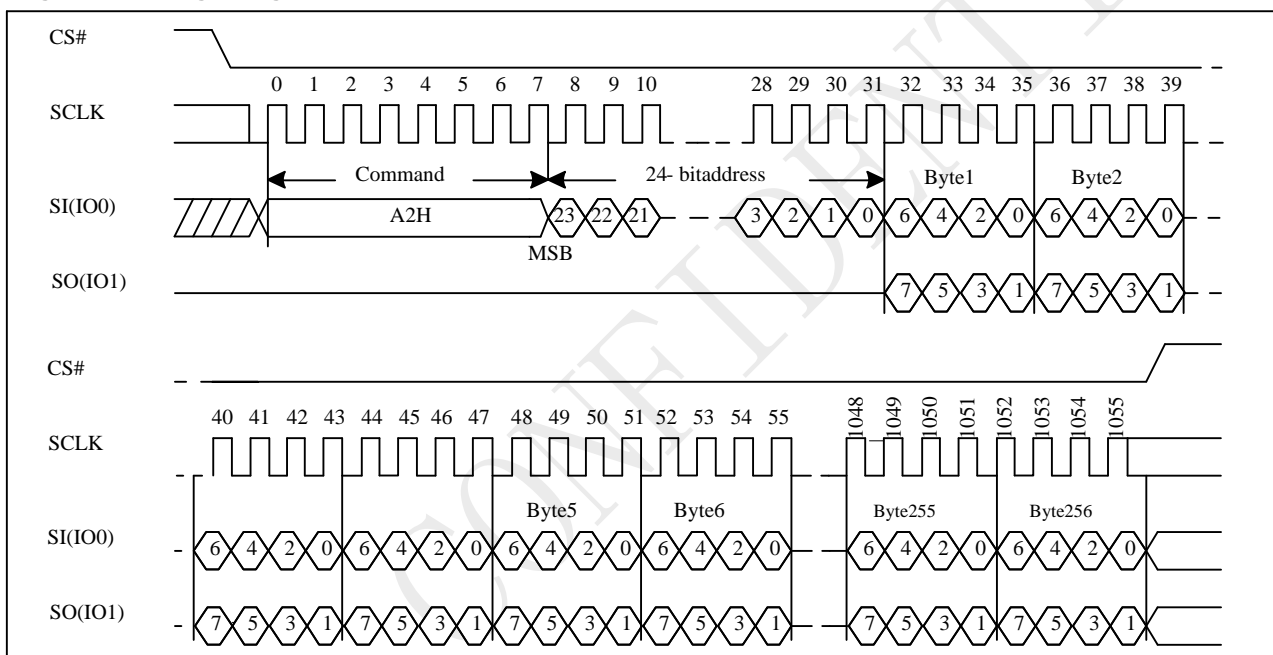 CS#
0 1 2 3 4 5 6 7 8 9 10 28 29 30 31 32 33 34 35 36 37 38 39
SCLK
Command 24- bitaddress Byte1 Byte2
SI(IO0) A2H 23 22 21 3 2 1 0 6 4 2 0 6 4 2 0
MSB
SO(IO1) 7 5 3 1 7 5 3 1
CS#
40 41 42 43 44 45 46 47 48 49 50 51 52 53 54 55 1048 1049 1050 1051 1052 1053 1054 1055
SCLK
Byte5 Byte6 Byte255 Byte256
SI(IO0) 6 4 2 0 6 4 2 0 6 4 2 0 6 4 2 0 6 4 2 0 6 4 2 0
SO(IO1) 7 5 3 1 7 5 3 1 7 5 3 1 7 5 3 1 7 5 3 1 7 5 3 1
CONFIDENT